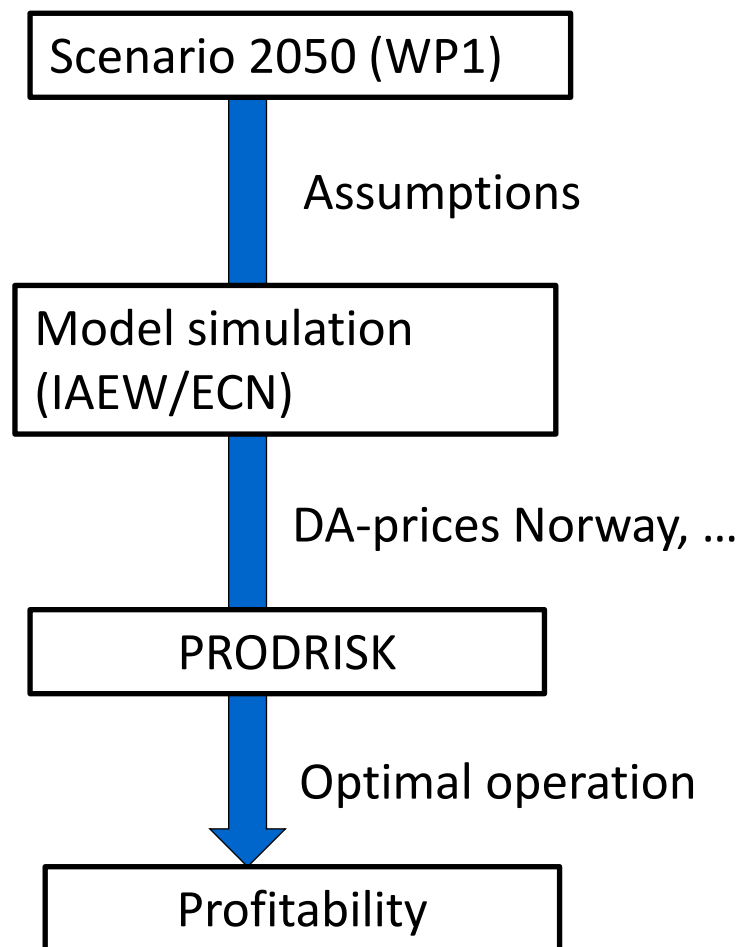 Scenario 2050 (WP1)
Assumptions
Model simulation
(IAEW/ECN)
DA-prices Norway, ...
PRODRISK
Optimal operation
Profitability